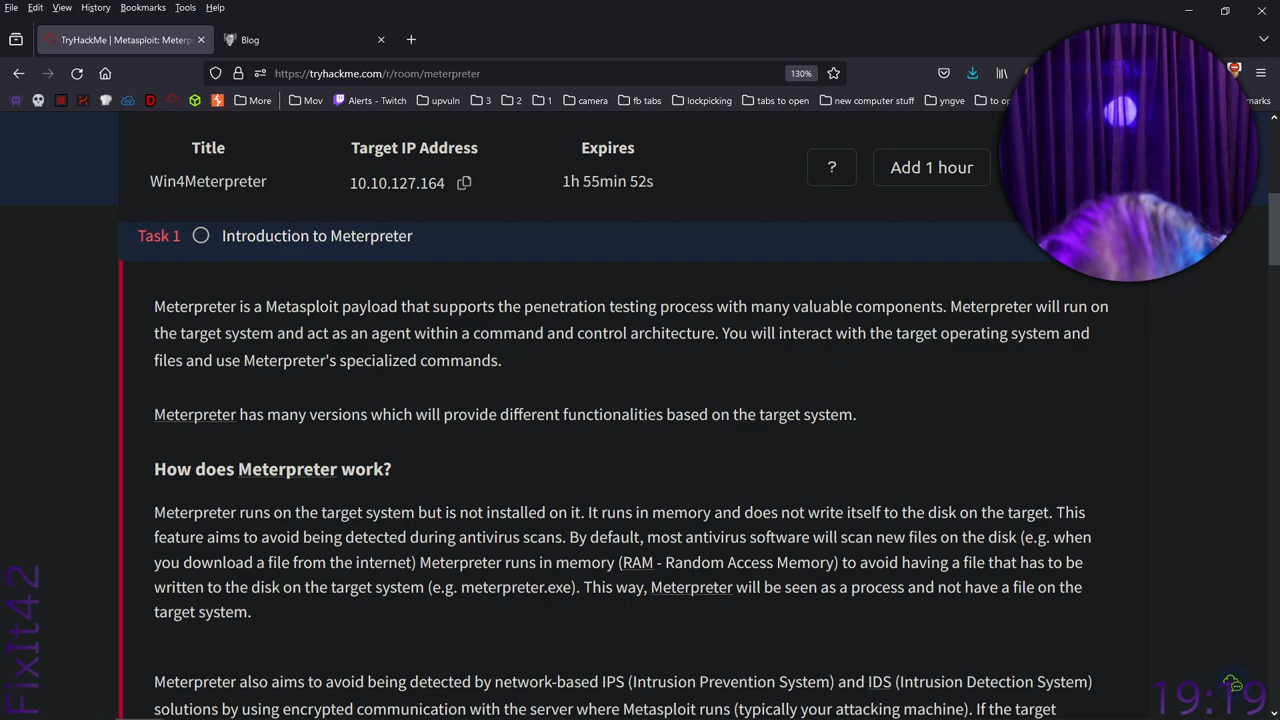 File Edit View History Bookmarks Tools Help
TryHackMe | Metasploit: Meterp
Blog
https://tryhackme.com/r/room/meterpreter
130%
More
Mov
Alerts - Twitch
upvuln
3
2
1
camera
fb tabs
lockpicking
tabs to open
new computer stuff
yngve
to o
marks
Title Target IP Address Expires
Win4Meterpreter 10.10.127.164 1h 55min 52s
? Add 1 hour
Task 1 Introduction to Meterpreter
Meterpreter is a Metasploit payload that supports the penetration testing process with many valuable components. Meterpreter will run on
the target system and act as an agent within a command and control architecture. You will interact with the target operating system and
files and use Meterpreter's specialized commands.
Meterpreter has many versions which will provide different functionalities based on the target system.
How does Meterpreter work?
Meterpreter runs on the target system but is not installed on it. It runs in memory and does not write itself to the disk on the target. This
feature aims to avoid being detected during antivirus scans. By default, most antivirus software will scan new files on the disk (e.g. when
you download a file from the internet) Meterpreter runs in memory (RAM - Random Access Memory) to avoid having a file that has to be
written to the disk on the target system (e.g. meterpreter.exe). This way, Meterpreter will be seen as a process and not have a file on the
target system.
Meterpreter also aims to avoid being detected by network-based IPS (Intrusion Prevention System) and IDS (Intrusion Detection System)
solutions by using encrypted communication with the server where Metasploit runs (typically your attacking machine). If the target
FixIt42
19:19